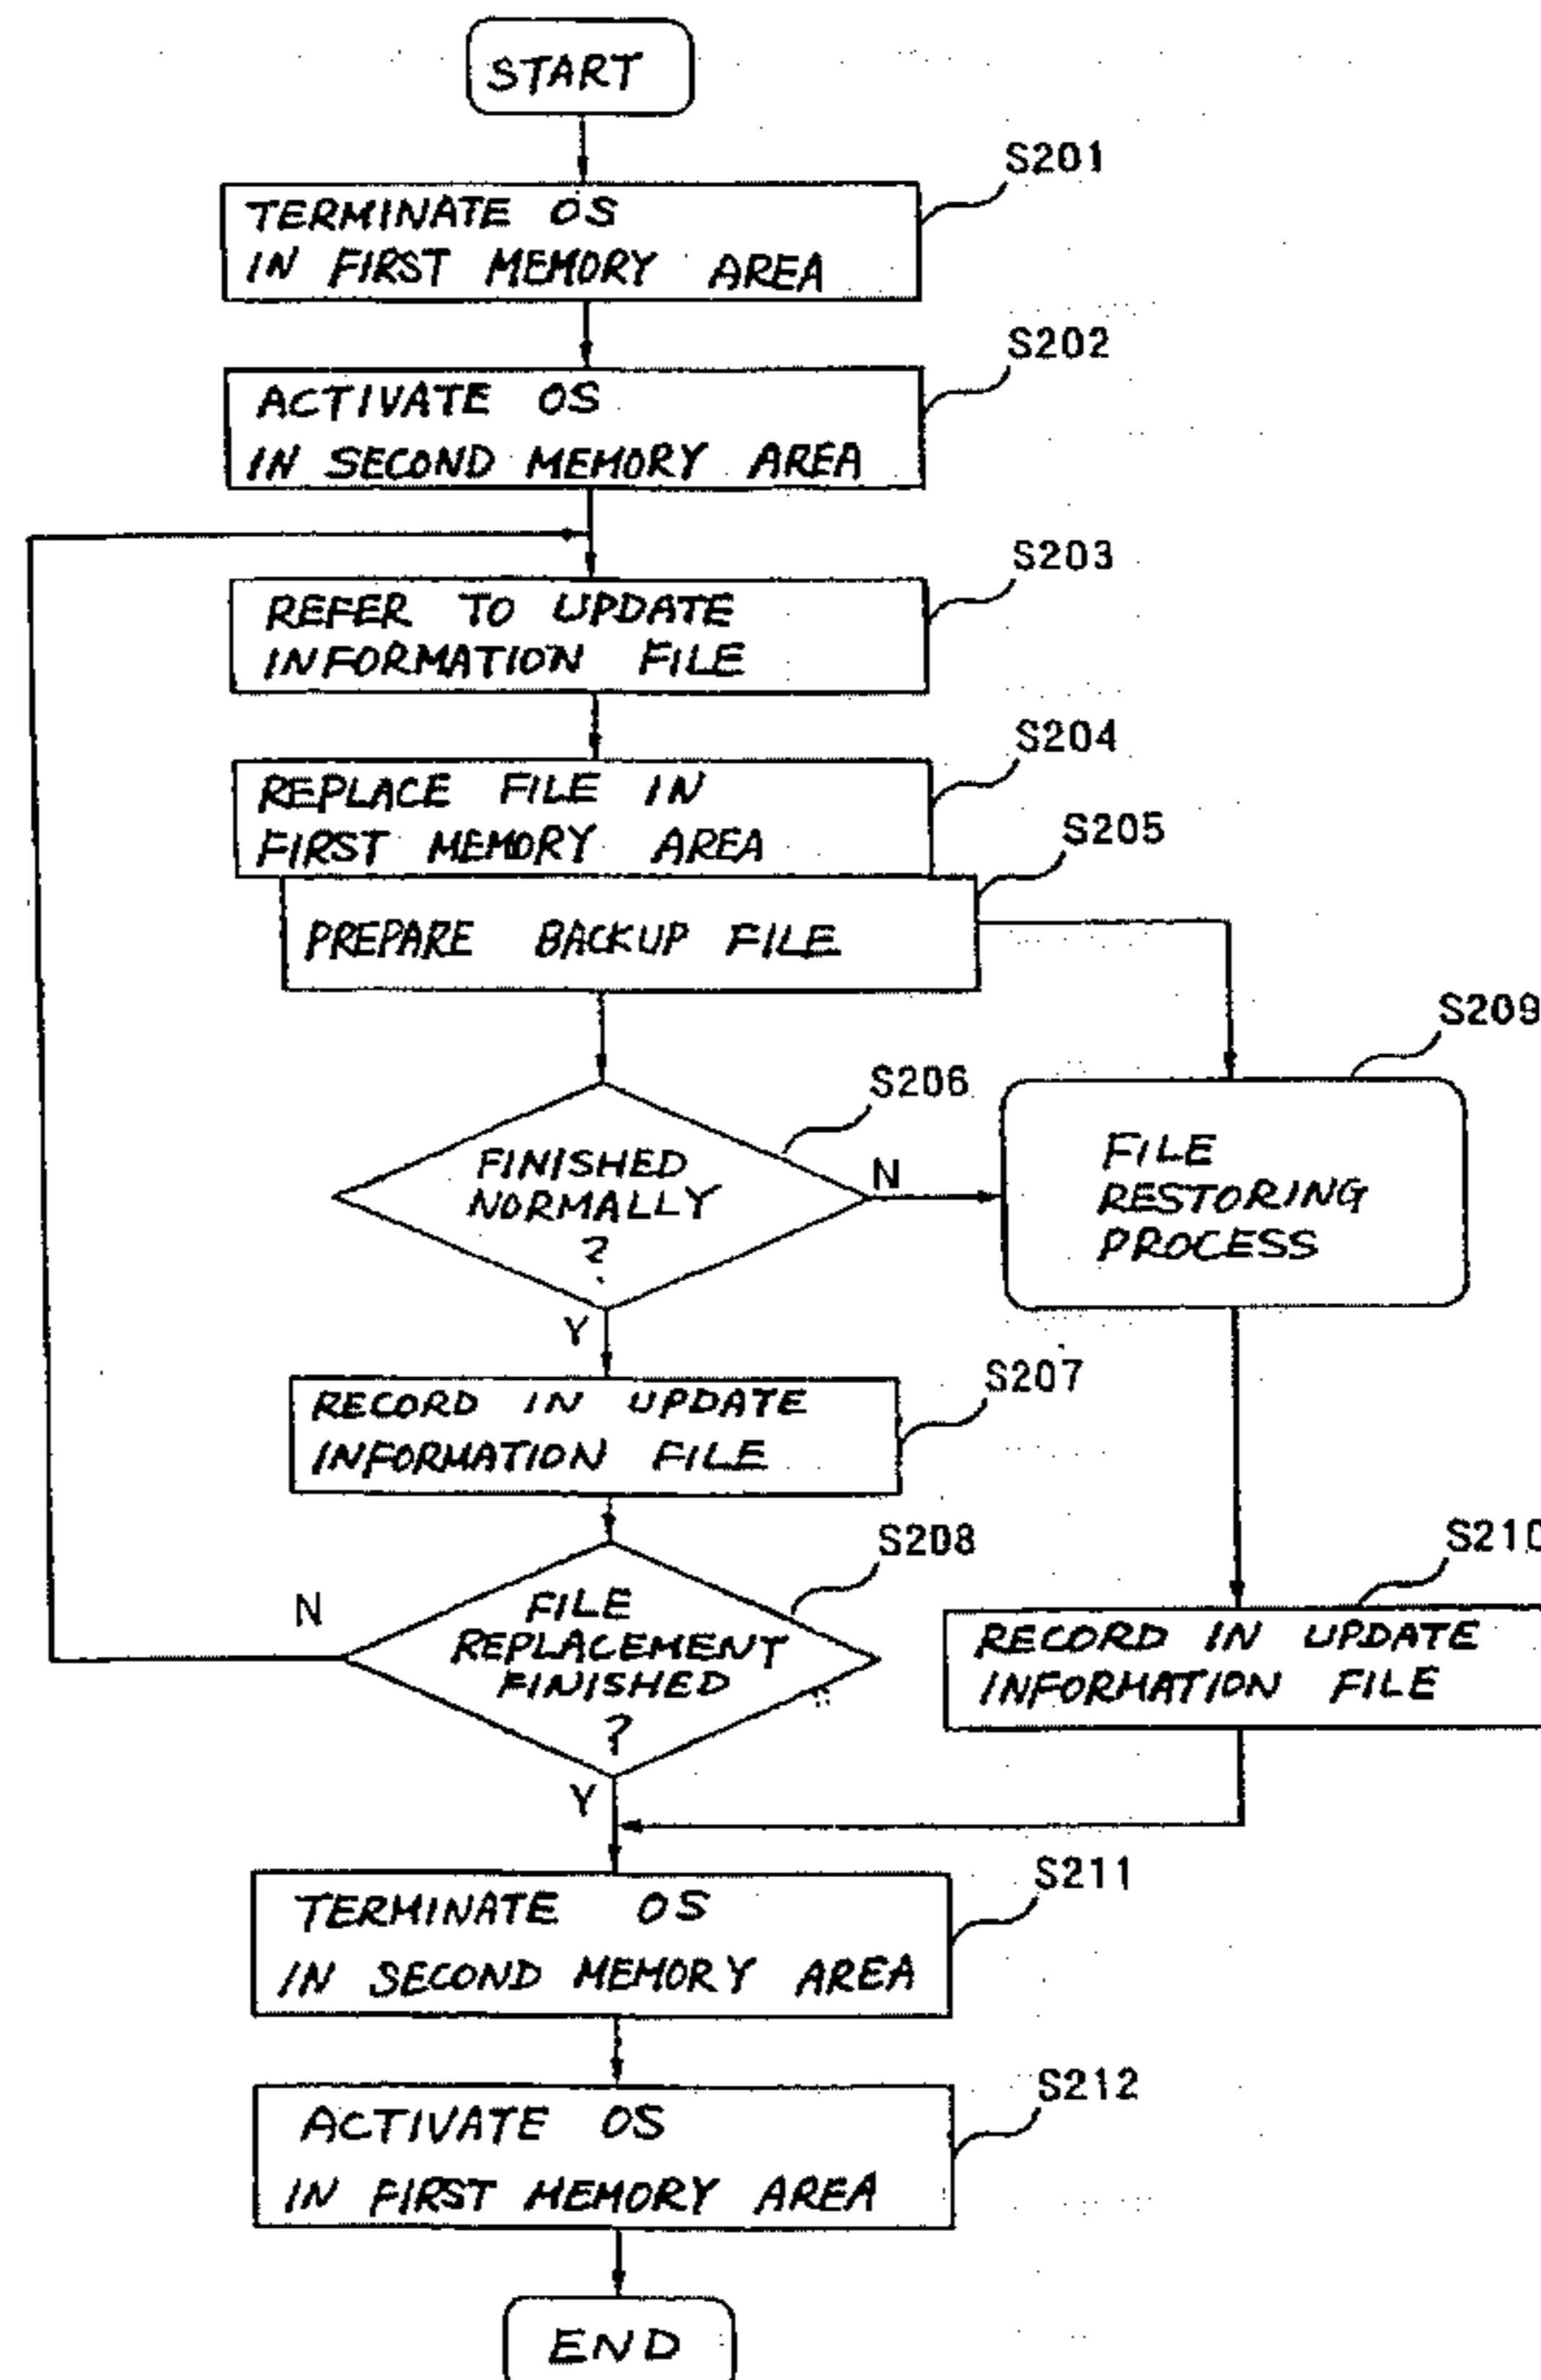 START
S201
TERMINATE OS
IN FIRST MEMORY AREA
S202
ACTIVATE OS
IN SECOND MEMORY AREA
S203
REFER TO UPDATE
INFORMATION FILE
S204
REPLACE FILE IN
FIRST MEMORY AREA
S205
PREPARE BACKUP FILE
S206
FINISHED
NORMALLY
?
N
Y
S209
FILE
RESTORING
PROCESS
S207
RECORD IN UPDATE
INFORMATION FILE
S208
FILE
REPLACEMENT
FINISHED
?
N
Y
S210
RECORD IN UPDATE
INFORMATION FILE
S211
TERMINATE OS
IN SECOND MEMORY AREA
S212
ACTIVATE OS
IN FIRST MEMORY AREA
END